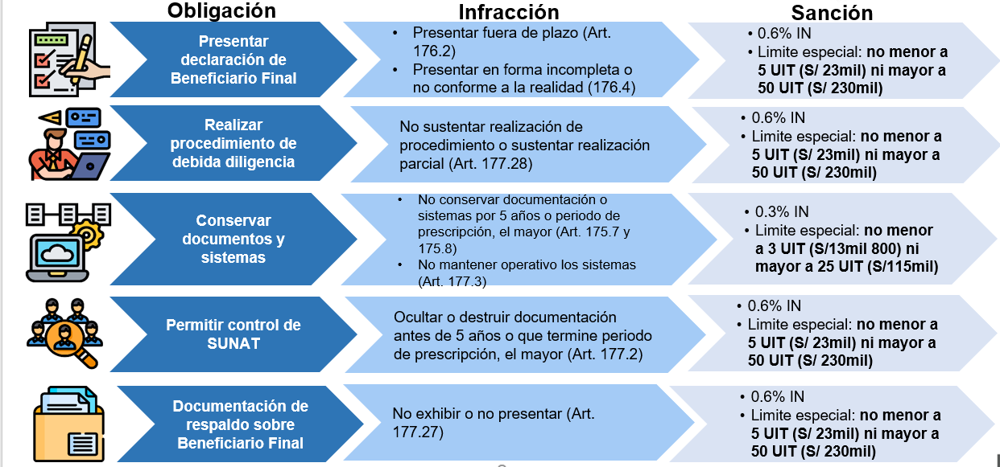 Obligación
Infracción
Sanción
Presentar
declaración de
Beneficiario Final
• Presentar fuera de plazo (Art.
176.2)
• Presentar en forma incompleta o
no conforme a la realidad (176.4)
• 0.6% IN
• Limite especial: no menor a
5 UIT (S/ 23mil) ni mayor a
50 UIT (S/ 230mil)
Realizar
procedimiento de
debida diligencia
No sustentar realización de
procedimiento o sustentar realización
parcial (Art. 177.28)
• 0.6% IN
• Limite especial: no menor a
5 UIT (S/ 23mil) ni mayor a
50 UIT (S/ 230mil)
Conservar
documentos y
sistemas
• No conservar documentación o
sistemas por 5 años o periodo de
prescripción, el mayor (Art. 175.7 y
175.8)
• No mantener operativo los sistemas
(Art. 177.3)
• 0.3% IN
• Limite especial: no menor
a 3 UIT (S/13mil 800) ni
mayor a 25 UIT (S/115mil)
Permitir control de
SUNAT
Ocultar o destruir documentación
antes de 5 años o que termine periodo
de prescripción, el mayor (Art. 177.2)
• 0.6% IN
• Limite especial: no menor a
5 UIT (S/ 23mil) ni mayor a
50 UIT (S/ 230mil)
Documentación de
respaldo sobre
Beneficiario Final
No exhibir o no presentar (Art.
177.27)
• 0.6% IN
• Limite especial: no menor a
5 UIT (S/ 23mil) ni mayor a
50 UIT (S/ 230mil)